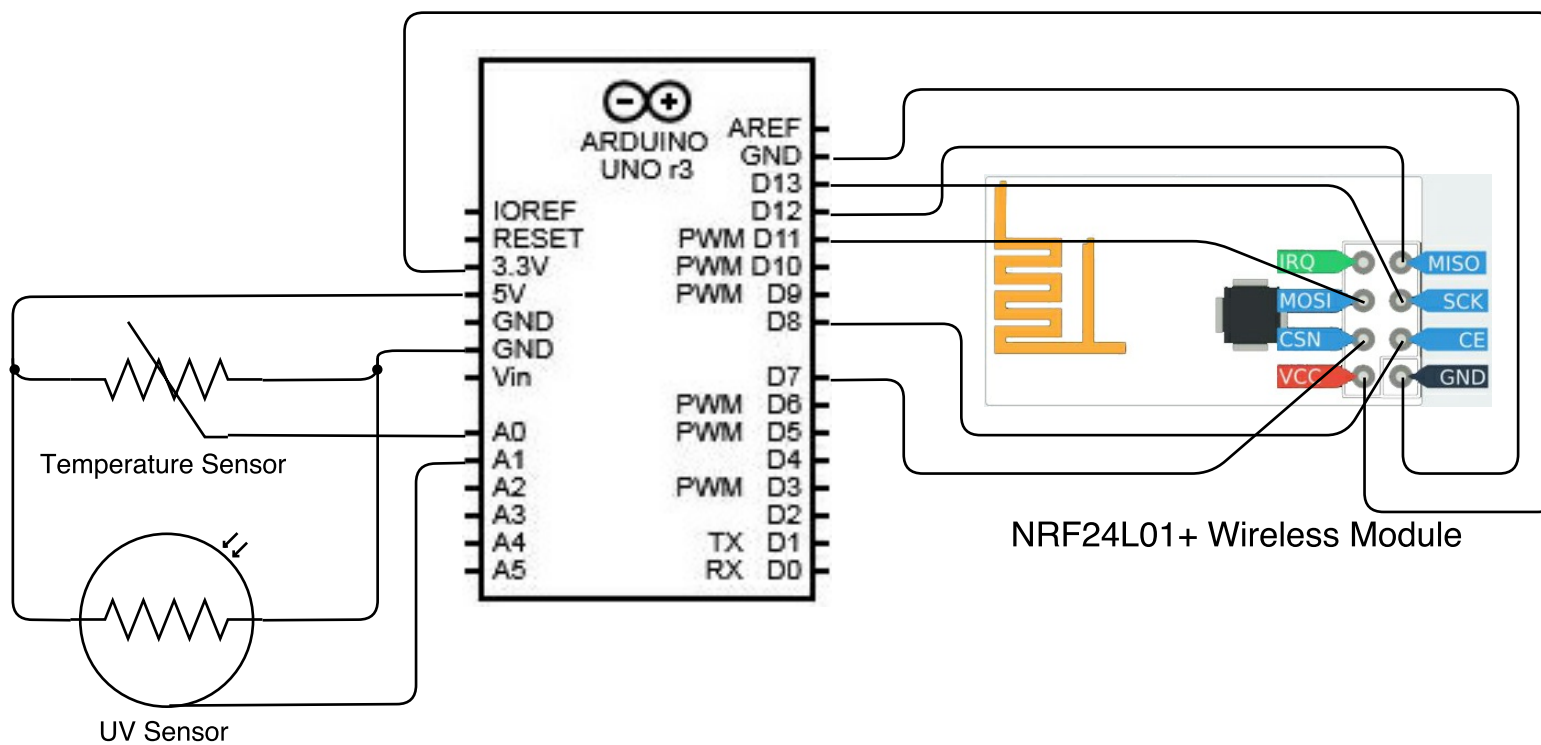 ARDUINO
UNO r3
AREF
GND
D13
D12
PWM D11
PWM D10
PWM D9
D8
D7
PWM D6
PWM D5
D4
PWM D3
D2
TX D1
RX D0
IOREF
RESET
3.3V
5V
GND
GND
Vin
A0
A1
A2
A3
A4
A5
Temperature Sensor
UV Sensor
IRQ MISO
MOSI SCK
CSN CE
VCC GND
NRF24L01+ Wireless Module